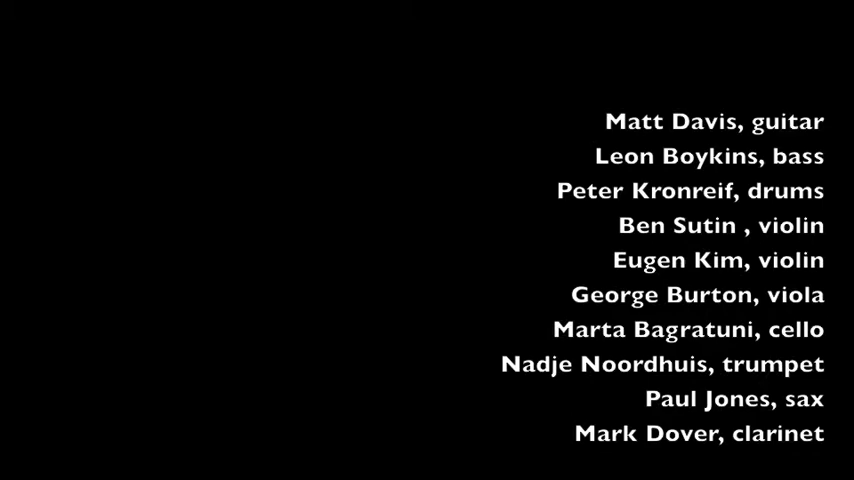 Matt Davis, guitar
Leon Boykins, bass
Peter Kronreif, drums
Ben Sutin , violin
Eugen Kim, violin
George Burton, viola
Marta Bagratuni, cello
Nadje Noordhuis, trumpet
Paul Jones, sax
Mark Dover, clarinet